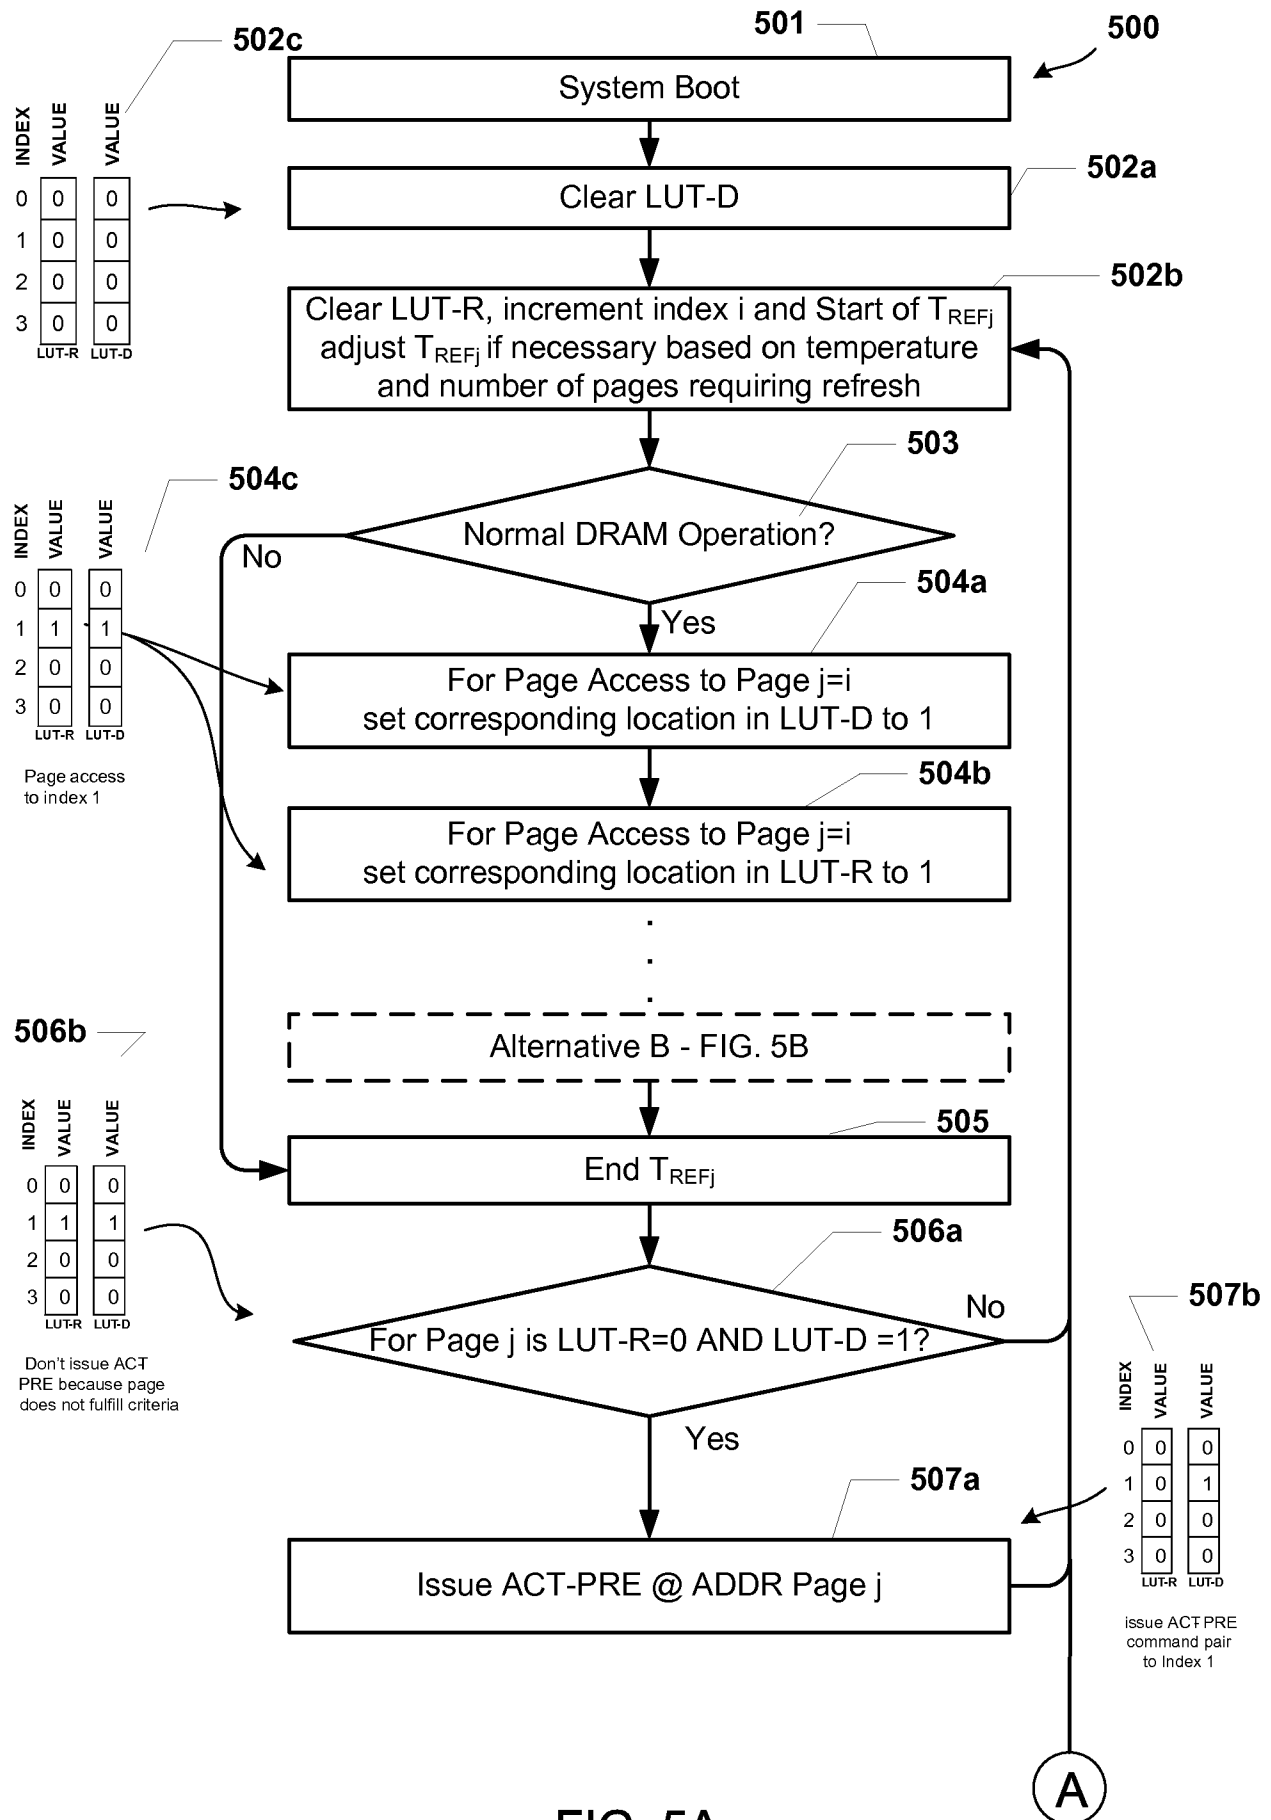 501
500
502c
System Boot
INDEX
VALUE
VALUE
0 0 0
1 0 0
2 0 0
3 0 0
LUT-R LUT-D
502a
Clear LUT-D
502b
Clear LUT-R, increment index i and Start of TREFj
adjust TREFj if necessary based on temperature
and number of pages requiring refresh
503
Normal DRAM Operation?
No
Yes
504c
INDEX
VALUE
VALUE
0 0 0
1 1 1
2 0 0
3 0 0
LUT-R LUT-D
Page access
to index 1
504a
For Page Access to Page j=i
set corresponding location in LUT-D to 1
504b
For Page Access to Page j=i
set corresponding location in LUT-R to 1
.
.
.
Alternative B - FIG. 5B
505
End TREFj
506b
INDEX
VALUE
VALUE
0 0 0
1 1 1
2 0 0
3 0 0
LUT-R LUT-D
Don't issue ACT-
PRE because page
does not fulfill criteria
506a
For Page j is LUT-R=0 AND LUT-D =1?
No
Yes
507b
INDEX
VALUE
VALUE
0 0 0
1 0 1
2 0 0
3 0 0
LUT-R LUT-D
issue ACT-PRE
command pair
to Index 1
507a
Issue ACT-PRE @ ADDR Page j
A
FIG. 5A